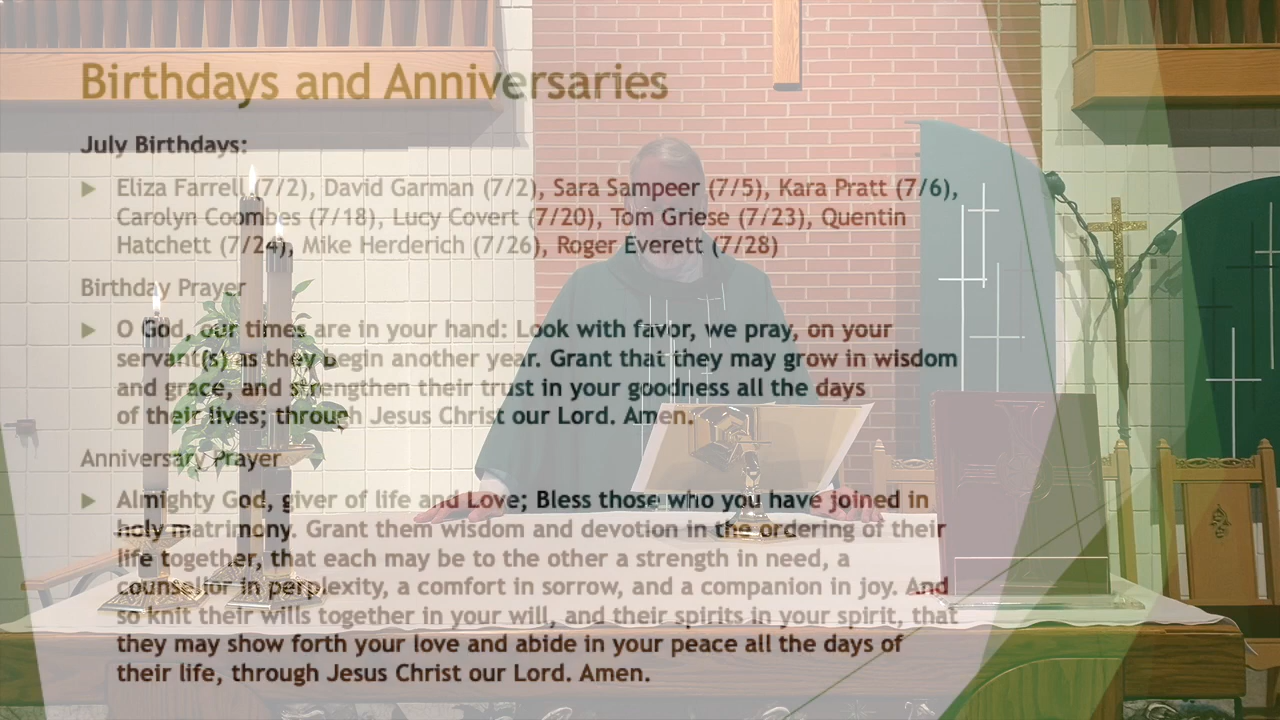 Birthdays and Anniversaries
July Birthdays:
Eliza Farrell (7/2), David Garman (7/2), Sara Sampeer (7/5), Kara Pratt (7/6),
Carolyn Coombes (7/18), Lucy Covert (7/20), Tom Griese (7/23), Quentin
Hatchett (7/24), Mike Herderich (7/26), Roger Everett (7/28)
Birthday Prayer
O God, our times are in your hand: Look with favor, we pray, on your
servant(s) as they begin another year. Grant that they may grow in wisdom
and grace, and strengthen their trust in your goodness all the days
of their lives; through Jesus Christ our Lord. Amen.
Anniversary Prayer
Almighty God, giver of life and Love; Bless those who you have joined in
holy matrimony. Grant them wisdom and devotion in the ordering of their
life together, that each may be to the other a strength in need, a
counselor in perplexity, a comfort in sorrow, and a companion in joy. And
so knit their wills together in your will, and their spirits in your spirit, that
they may show forth your love and abide in your peace all the days of
their life, through Jesus Christ our Lord. Amen.